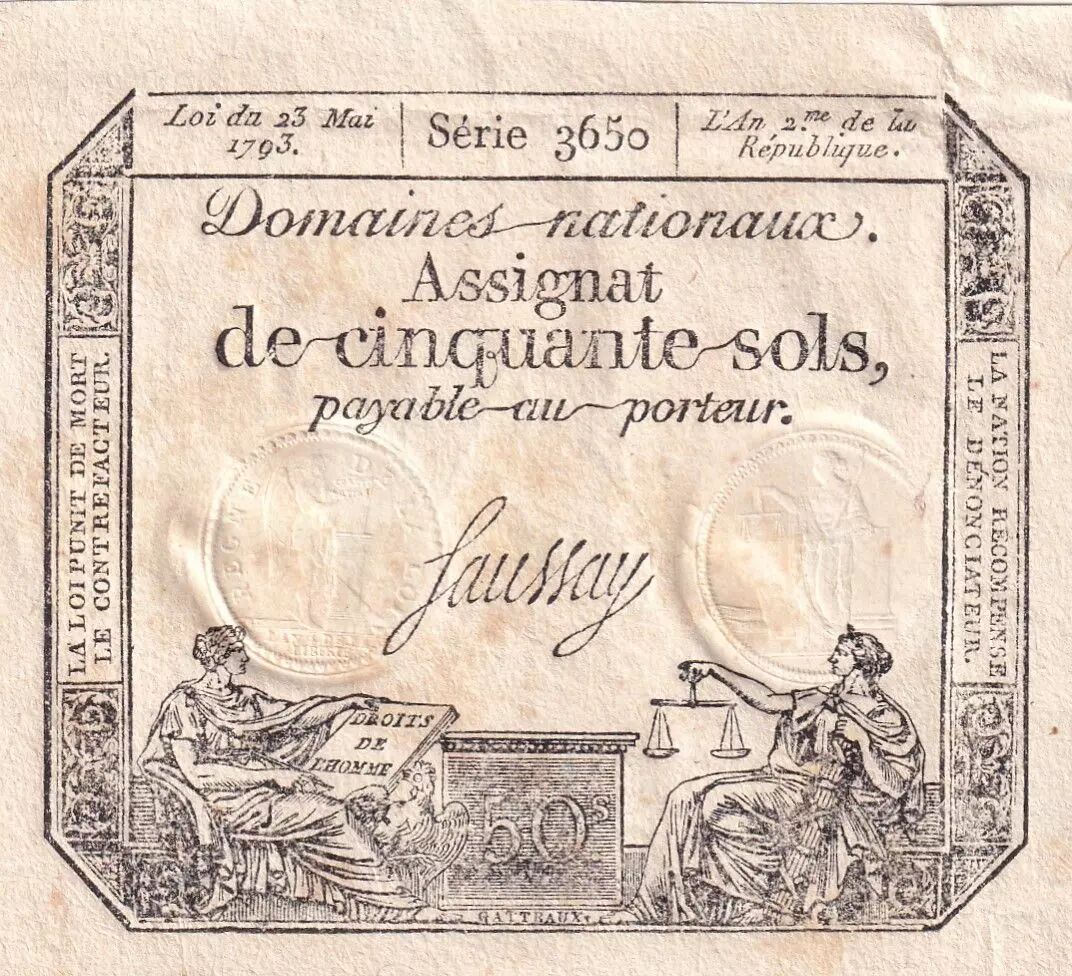 Loi du 23 Mai
1793.
Série 3650
L'An 2.me de la
République.
Domaines nationaux.
Assignat
de cinquante sols,
payable au porteur.
LA LOI PUNIT DE MORT
LE CONTREFACTEUR.
LA NATION RÉCOMPENSE
LE DÉNONCIATEUR.
Saussay
DROITS
DE
L'HOMME
50s
GATTEAUX